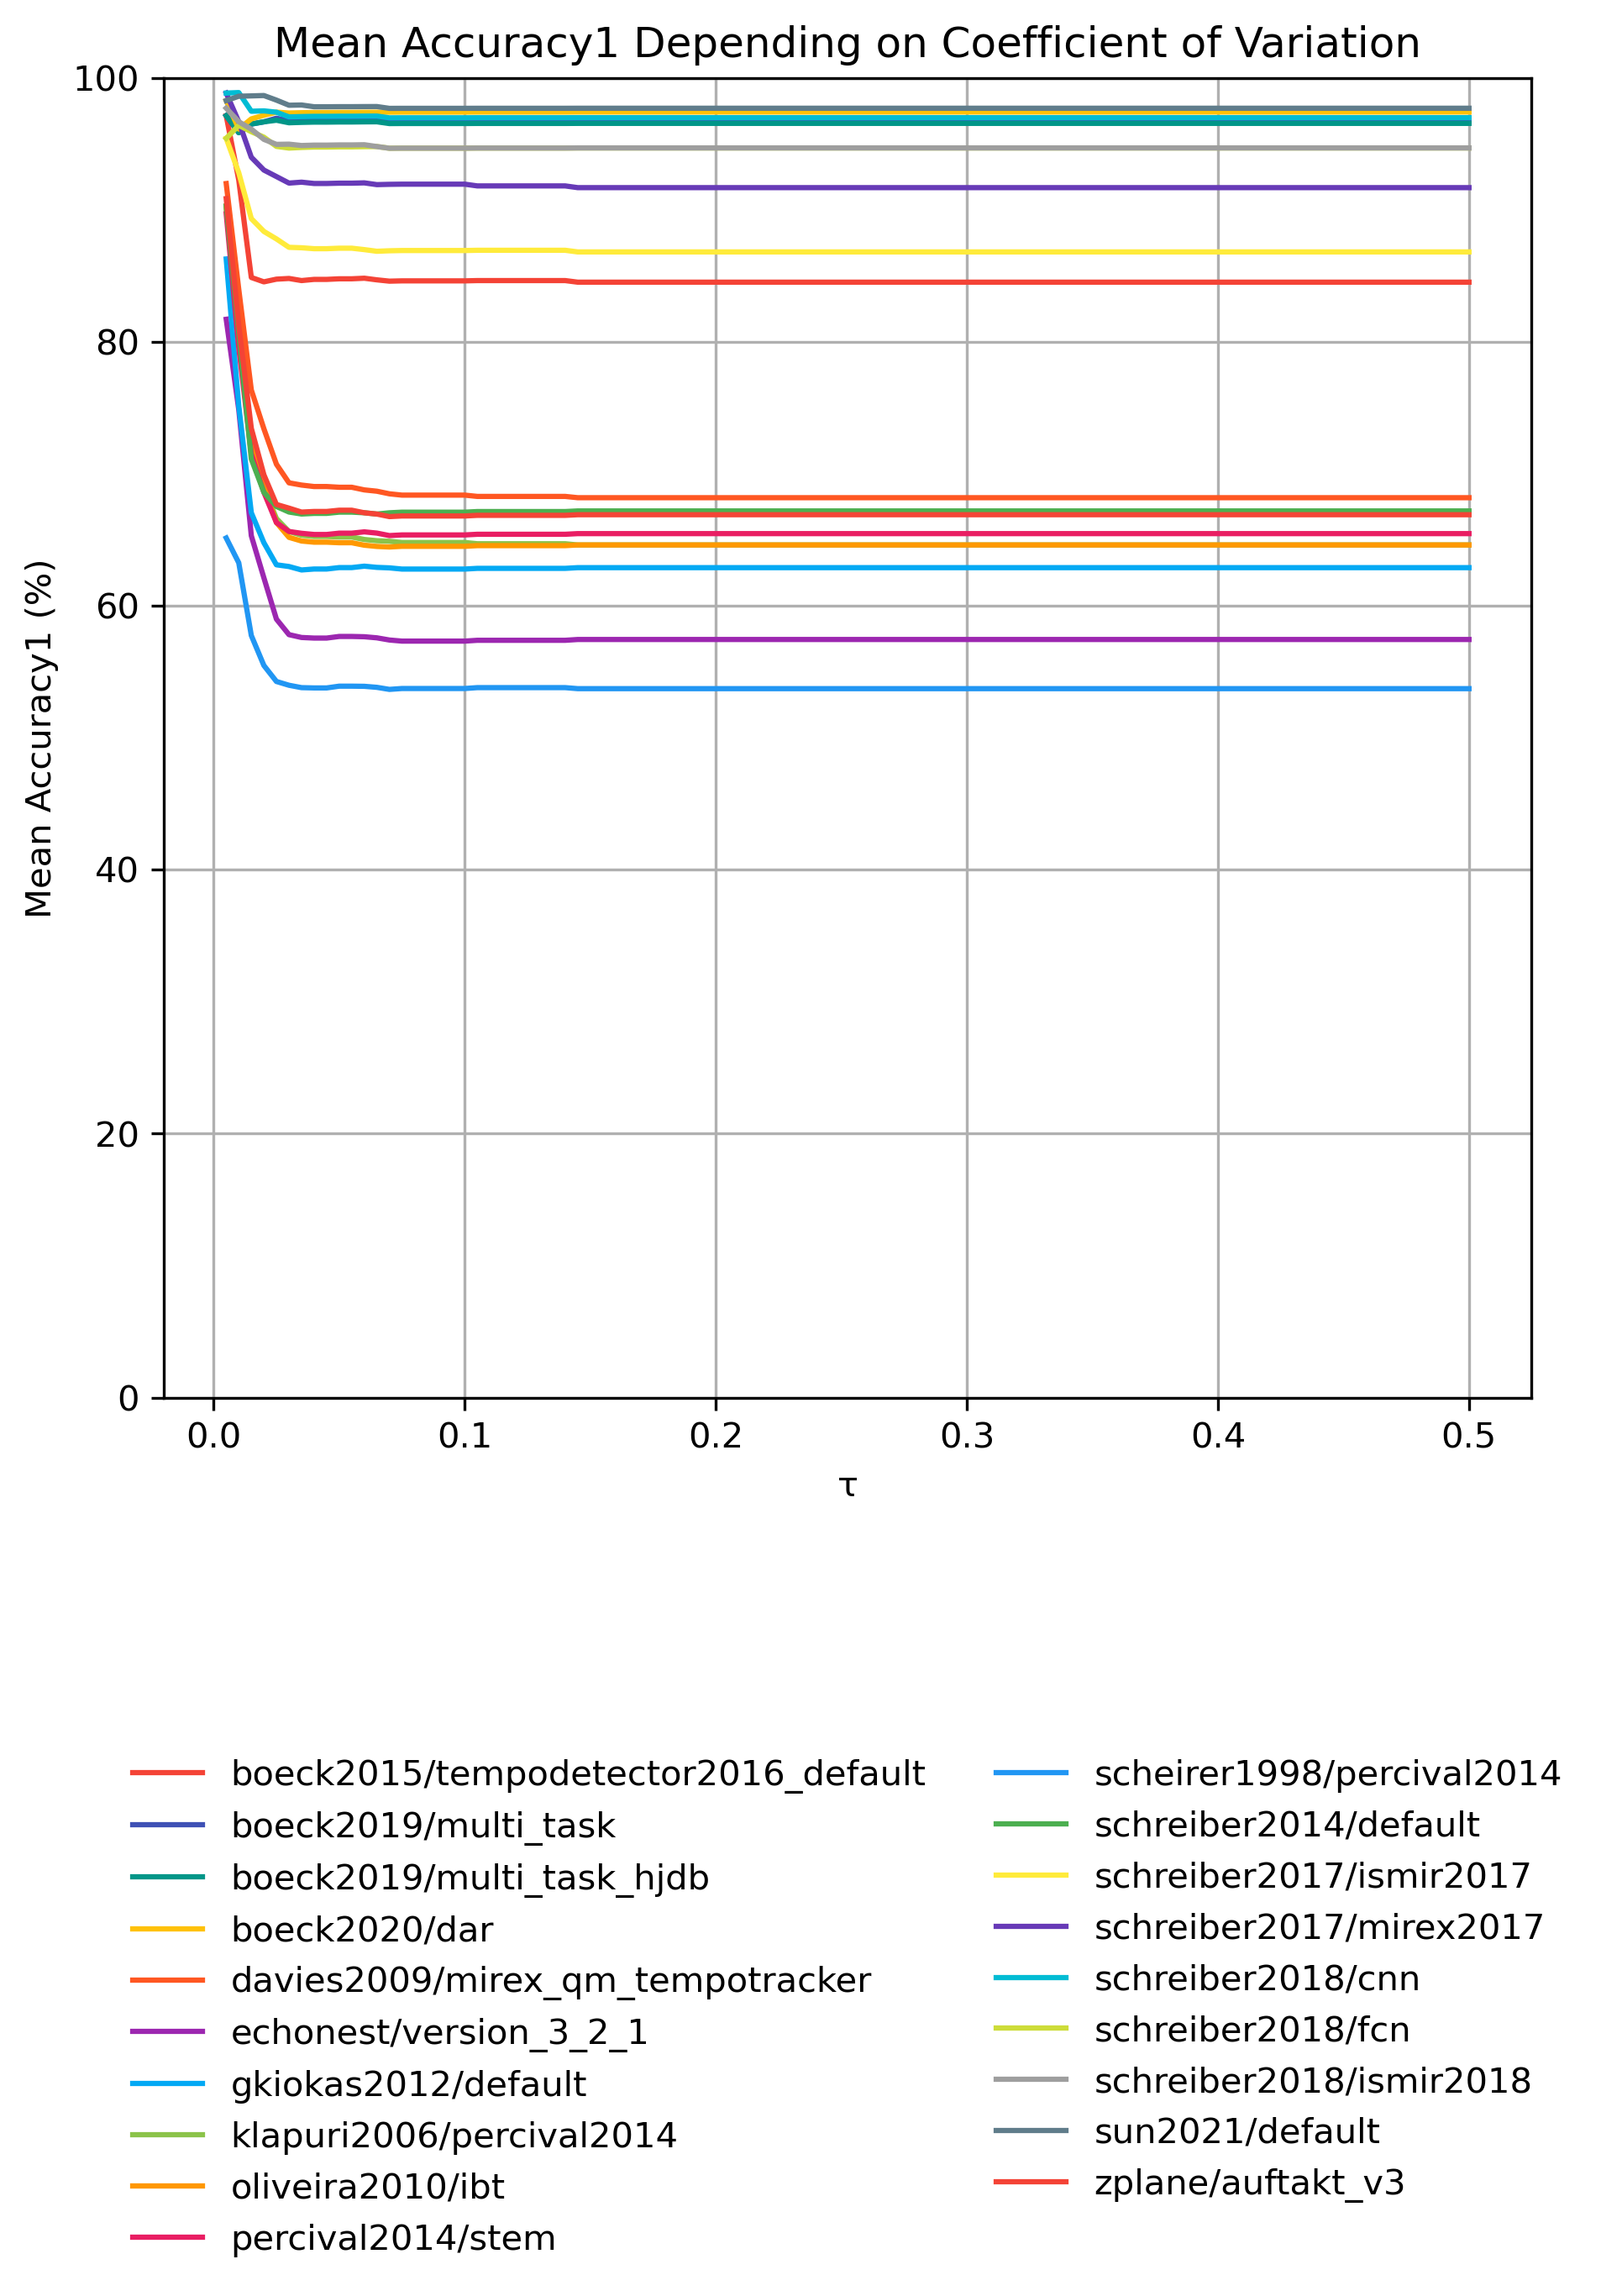 Mean Accuracy1 Depending on Coefficient of Variation
100
80
60
40
20
0
Mean Accuracy1 (%)
0.0 0.1 0.2 0.3 0.4 0.5
τ
boeck2015/tempodetector2016_default
boeck2019/multi_task
boeck2019/multi_task_hjdb
boeck2020/dar
davies2009/mirex_qm_tempotracker
echonest/version_3_2_1
gkiokas2012/default
klapuri2006/percival2014
oliveira2010/ibt
percival2014/stem
scheirer1998/percival2014
schreiber2014/default
schreiber2017/ismir2017
schreiber2017/mirex2017
schreiber2018/cnn
schreiber2018/fcn
schreiber2018/ismir2018
sun2021/default
zplane/auftakt_v3